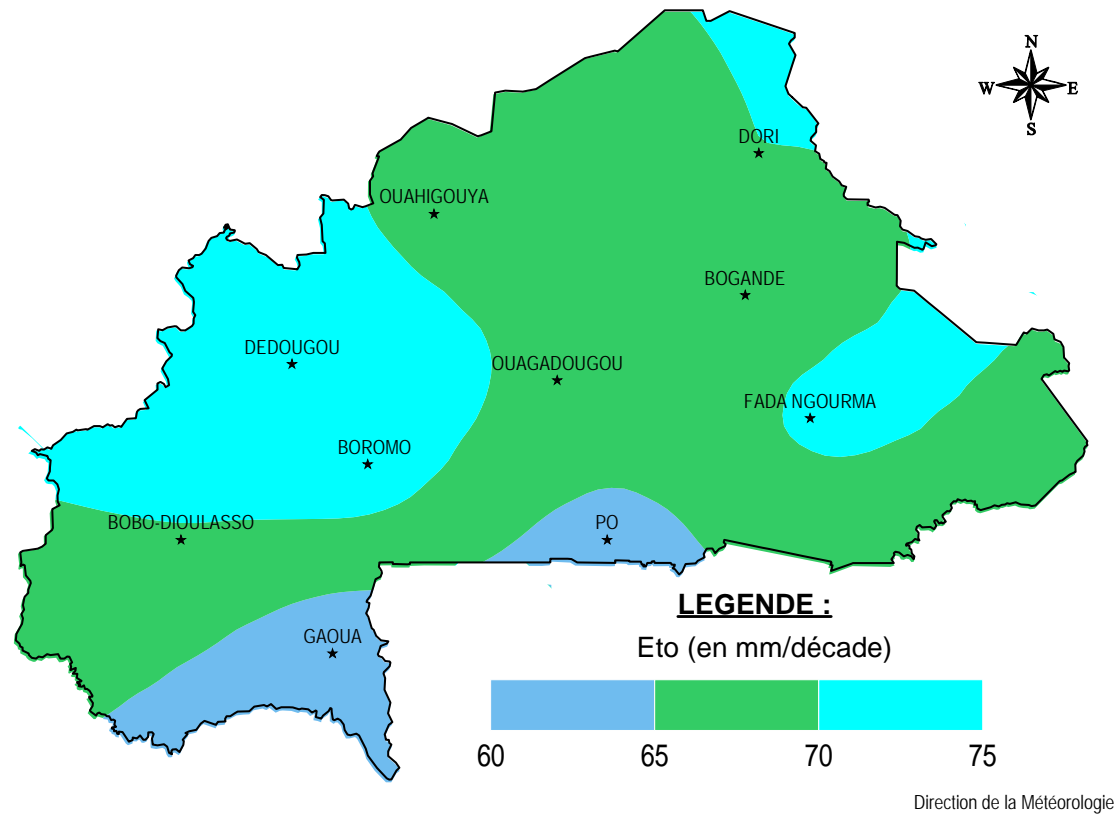 N
W E
S
DORI
OUAHIGOUYA
BOGANDE
DEDOUGOU
OUAGADOUGOU
FADA NGOURMA
BOROMO
BOBO-DIOULASSO
PO
GAOUA
LEGENDE :
Eto (en mm/décade)
60 65 70 75
Direction de la Météorologie